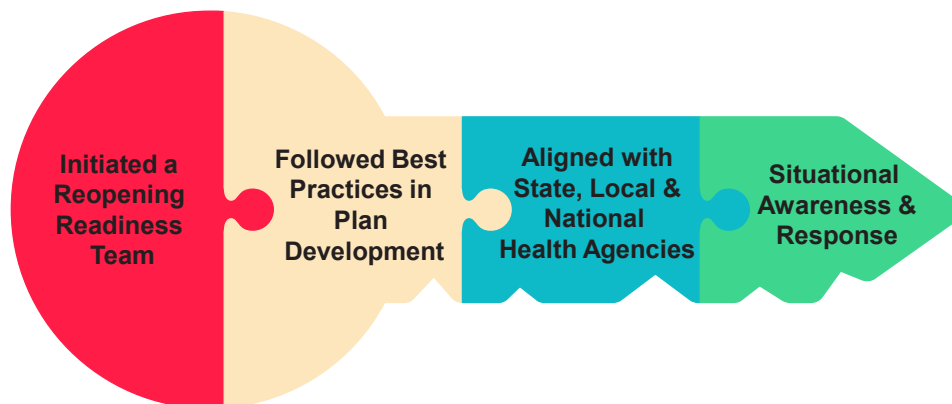 Initiated a
Reopening
Readiness
Team
Followed Best
Practices in
Plan
Development
Aligned with
State, Local &
National
Health Agencies
Situational
Awareness &
Response